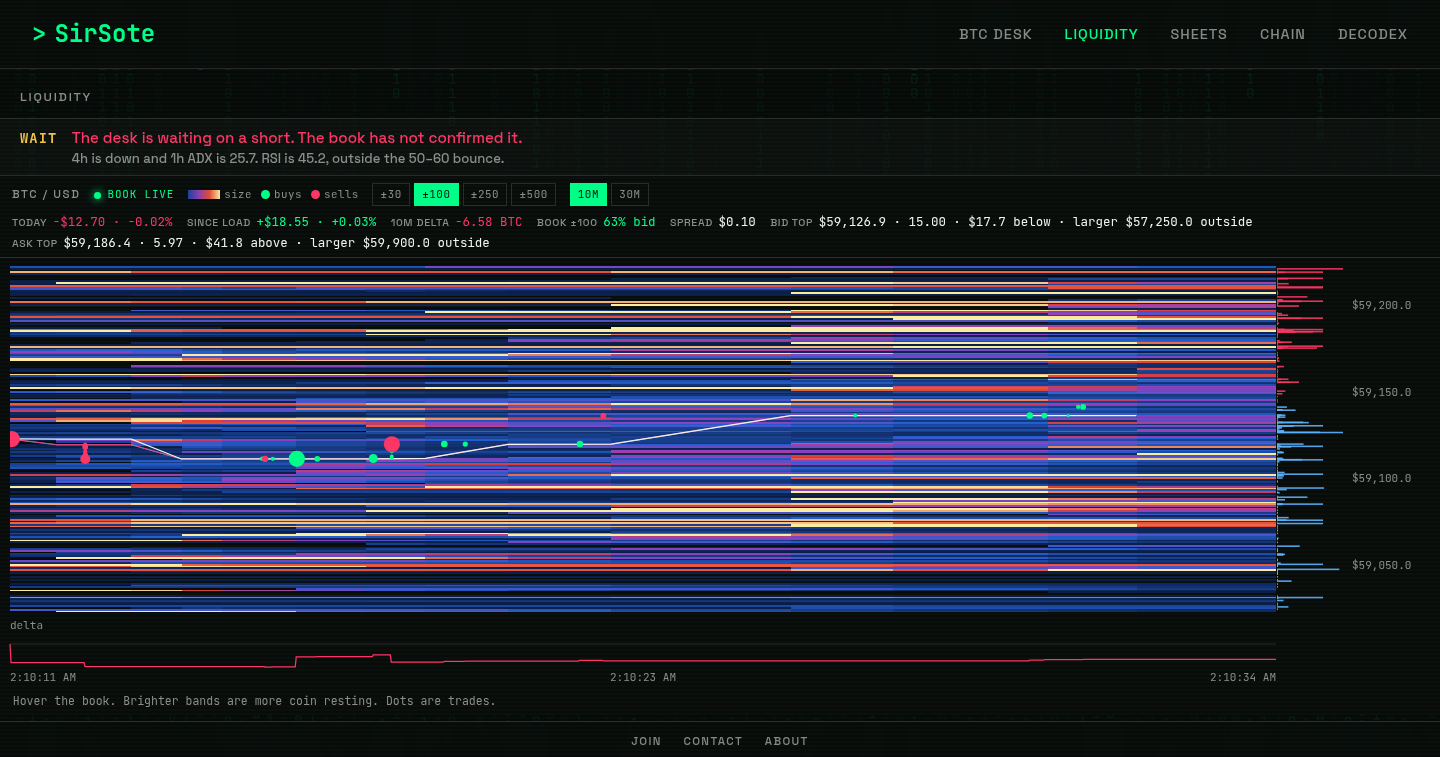 > SirSote
BTC DESK LIQUIDITY SHEETS CHAIN DECODEX
LIQUIDITY
WAIT The desk is waiting on a short. The book has not confirmed it.
4h is down and 1h ADX is 25.7. RSI is 45.2, outside the 50–60 bounce.
BTC / USD BOOK LIVE size buys sells ±30 ±100 ±250 ±500 10M 30M
TODAY -$12.70 · -0.02% SINCE LOAD +$18.55 · +0.03% 10M DELTA -6.58 BTC BOOK ±100 63% bid SPREAD $0.10 BID TOP $59,126.9 · 15.00 · $17.7 below · larger $57,250.0 outside
ASK TOP $59,186.4 · 5.97 · $41.8 above · larger $59,900.0 outside
$59,200.0
$59,150.0
$59,100.0
$59,050.0
delta
2:10:11 AM 2:10:23 AM 2:10:34 AM
Hover the book. Brighter bands are more coin resting. Dots are trades.
JOIN CONTACT ABOUT